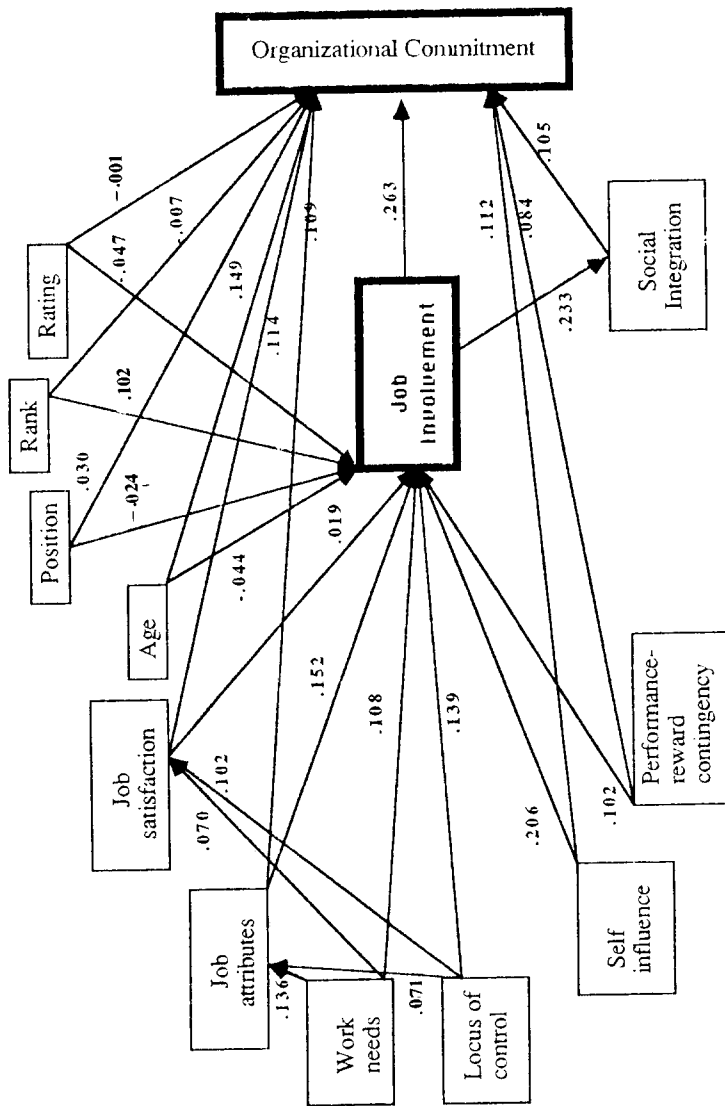 Work
needs
Locus of
control
.136
.071
Job
attributes
Job
satisfaction
.070
.102
Age
Position
Rank
Rating
Self
influence
Performance-
reward
contingency
.206
.102
.152
.108
.139
.019
-.044
-.024
.030
.102
-.047
-.001
-.007
.149
.114
.109
Job
Involvement
.263
.233
Social
Integration
.112
.084
.105
Organizational Commitment